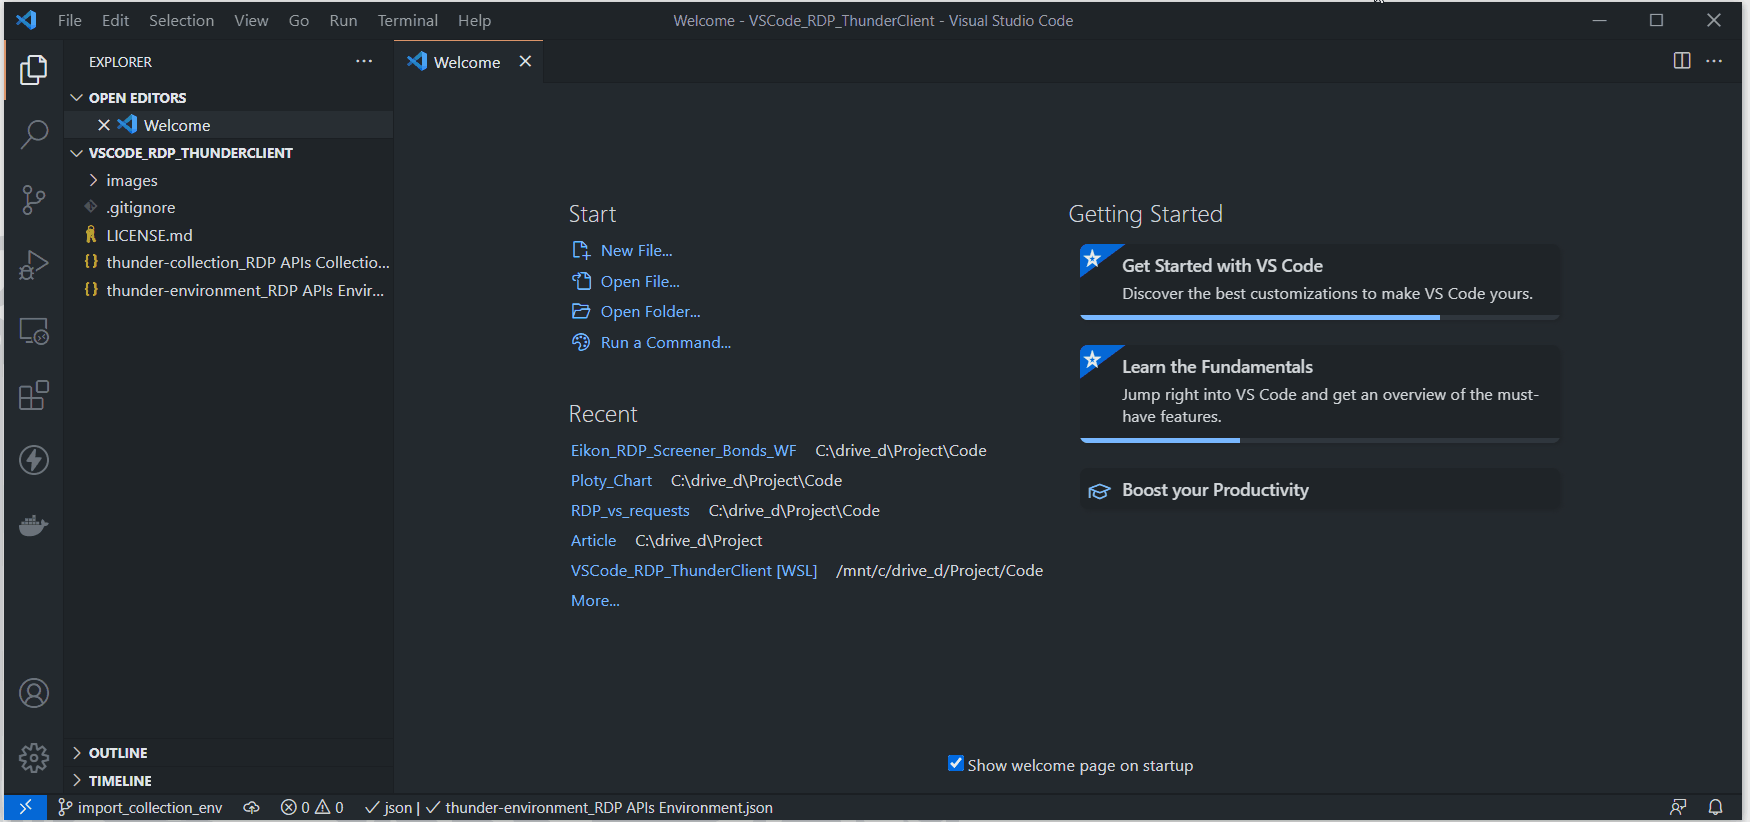 File Edit Selection View Go Run Terminal Help
Welcome - VSCode_RDP_ThunderClient - Visual Studio Code
EXPLORER
OPEN EDITORS
Welcome
VSCODE_RDP_THUNDERCLIENT
images
.gitignore
LICENSE.md
thunder-collection_RDP APIs Collectio...
thunder-environment_RDP APIs Envir...
OUTLINE
TIMELINE
Welcome
Start
New File...
Open File...
Open Folder...
Run a Command...
Recent
Eikon_RDP_Screener_Bonds_WF C:\drive_d\Project\Code
Ploty_Chart C:\drive_d\Project\Code
RDP_vs_requests C:\drive_d\Project\Code
Article C:\drive_d\Project
VSCode_RDP_ThunderClient [WSL] /mnt/c/drive_d/Project/Code
More...
Getting Started
Get Started with VS Code
Discover the best customizations to make VS Code yours.
Learn the Fundamentals
Jump right into VS Code and get an overview of the must-
have features.
Boost your Productivity
Show welcome page on startup
import_collection_env 0 0 json | thunder-environment_RDP APIs Environment.json